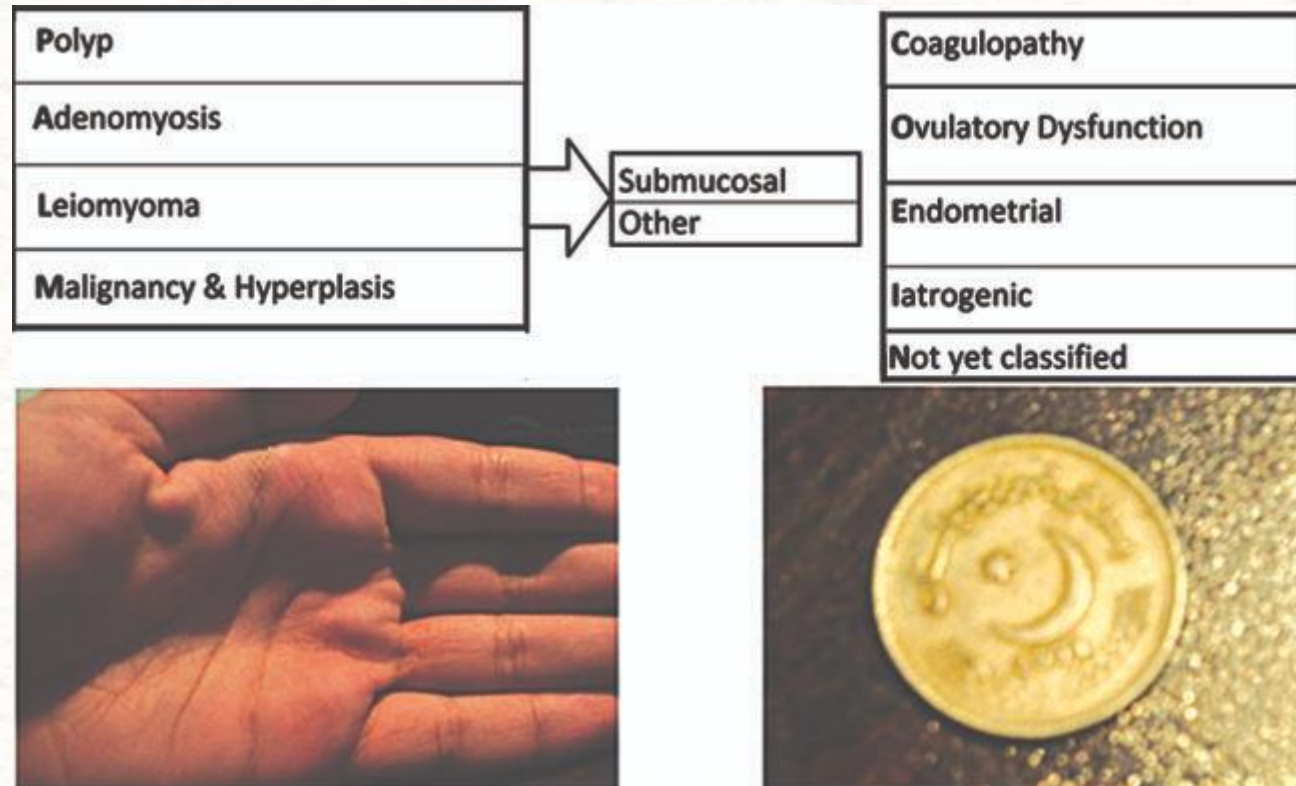 Polyp
Adenomyosis
Leiomyoma
Malignancy & Hyperplasis
Submucosal
Other
Coagulopathy
Ovulatory Dysfunction
Endometrial
Iatrogenic
Not yet classified